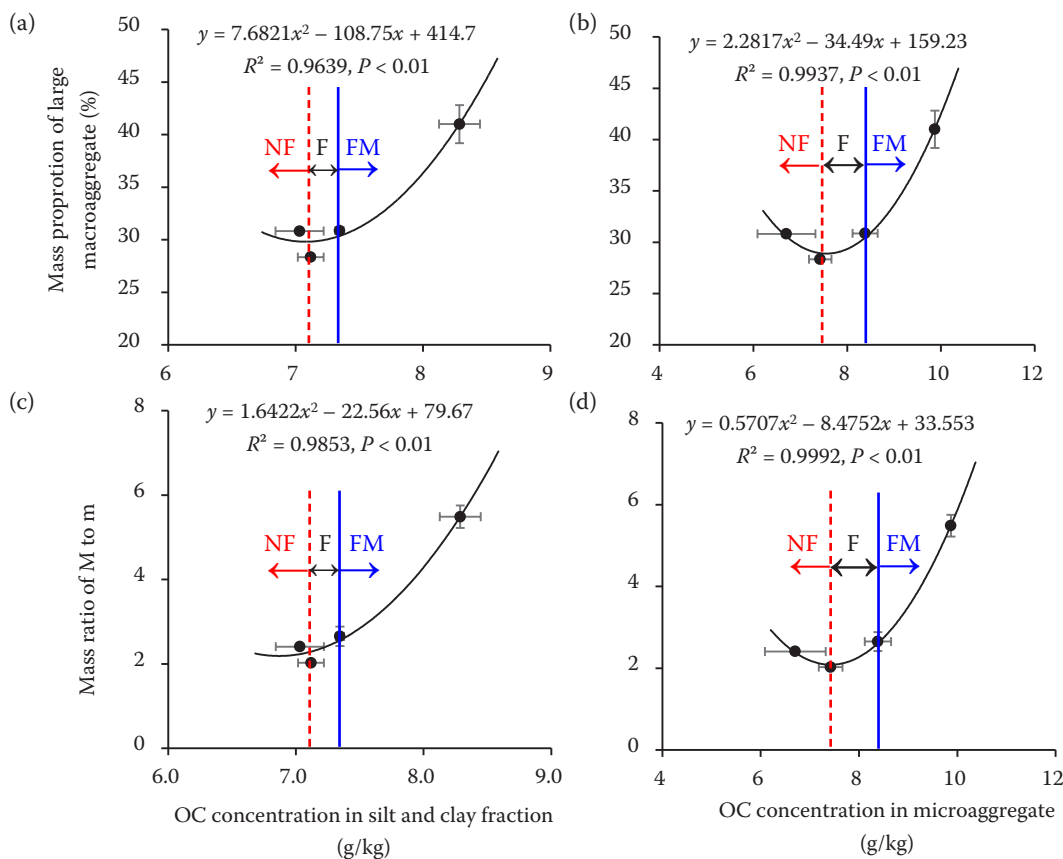 (a)
y = 7.6821x² − 108.75x + 414.7
R² = 0.9639, P < 0.01
50
45
40
35
30
25
20
NF
F
FM
6
7
8
9
Mass proprotion of large
macroaggregate (%)
(b)
y = 2.2817x² − 34.49x + 159.23
R² = 0.9937, P < 0.01
50
45
40
35
30
25
20
NF
F
FM
4
6
8
10
12
(c)
y = 1.6422x² − 22.56x + 79.67
R² = 0.9853, P < 0.01
8
6
4
2
0
NF
F
FM
6.0
7.0
8.0
9.0
Mass ratio of M to m
OC concentration in silt and clay fraction
(g/kg)
(d)
y = 0.5707x² − 8.4752x + 33.553
R² = 0.9992, P < 0.01
8
6
4
2
0
NF
F
FM
4
6
8
10
12
OC concentration in microaggregate
(g/kg)